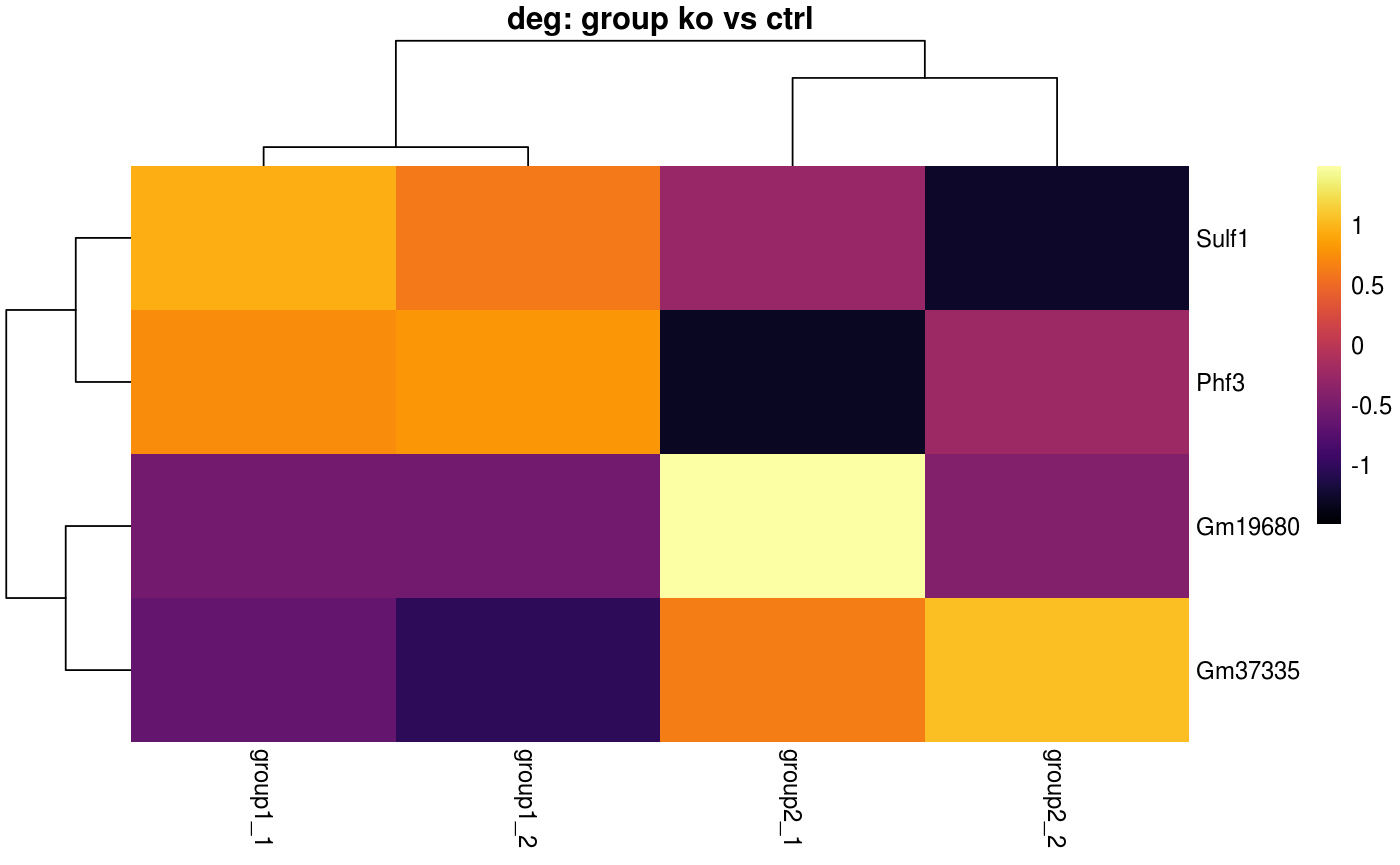 deg: group ko vs ctrl
Sulf1
Phf3
Gm19680
Gm37335
1
0.5
0
-0.5
-1
group1_1
group1_2
group2_1
group2_2